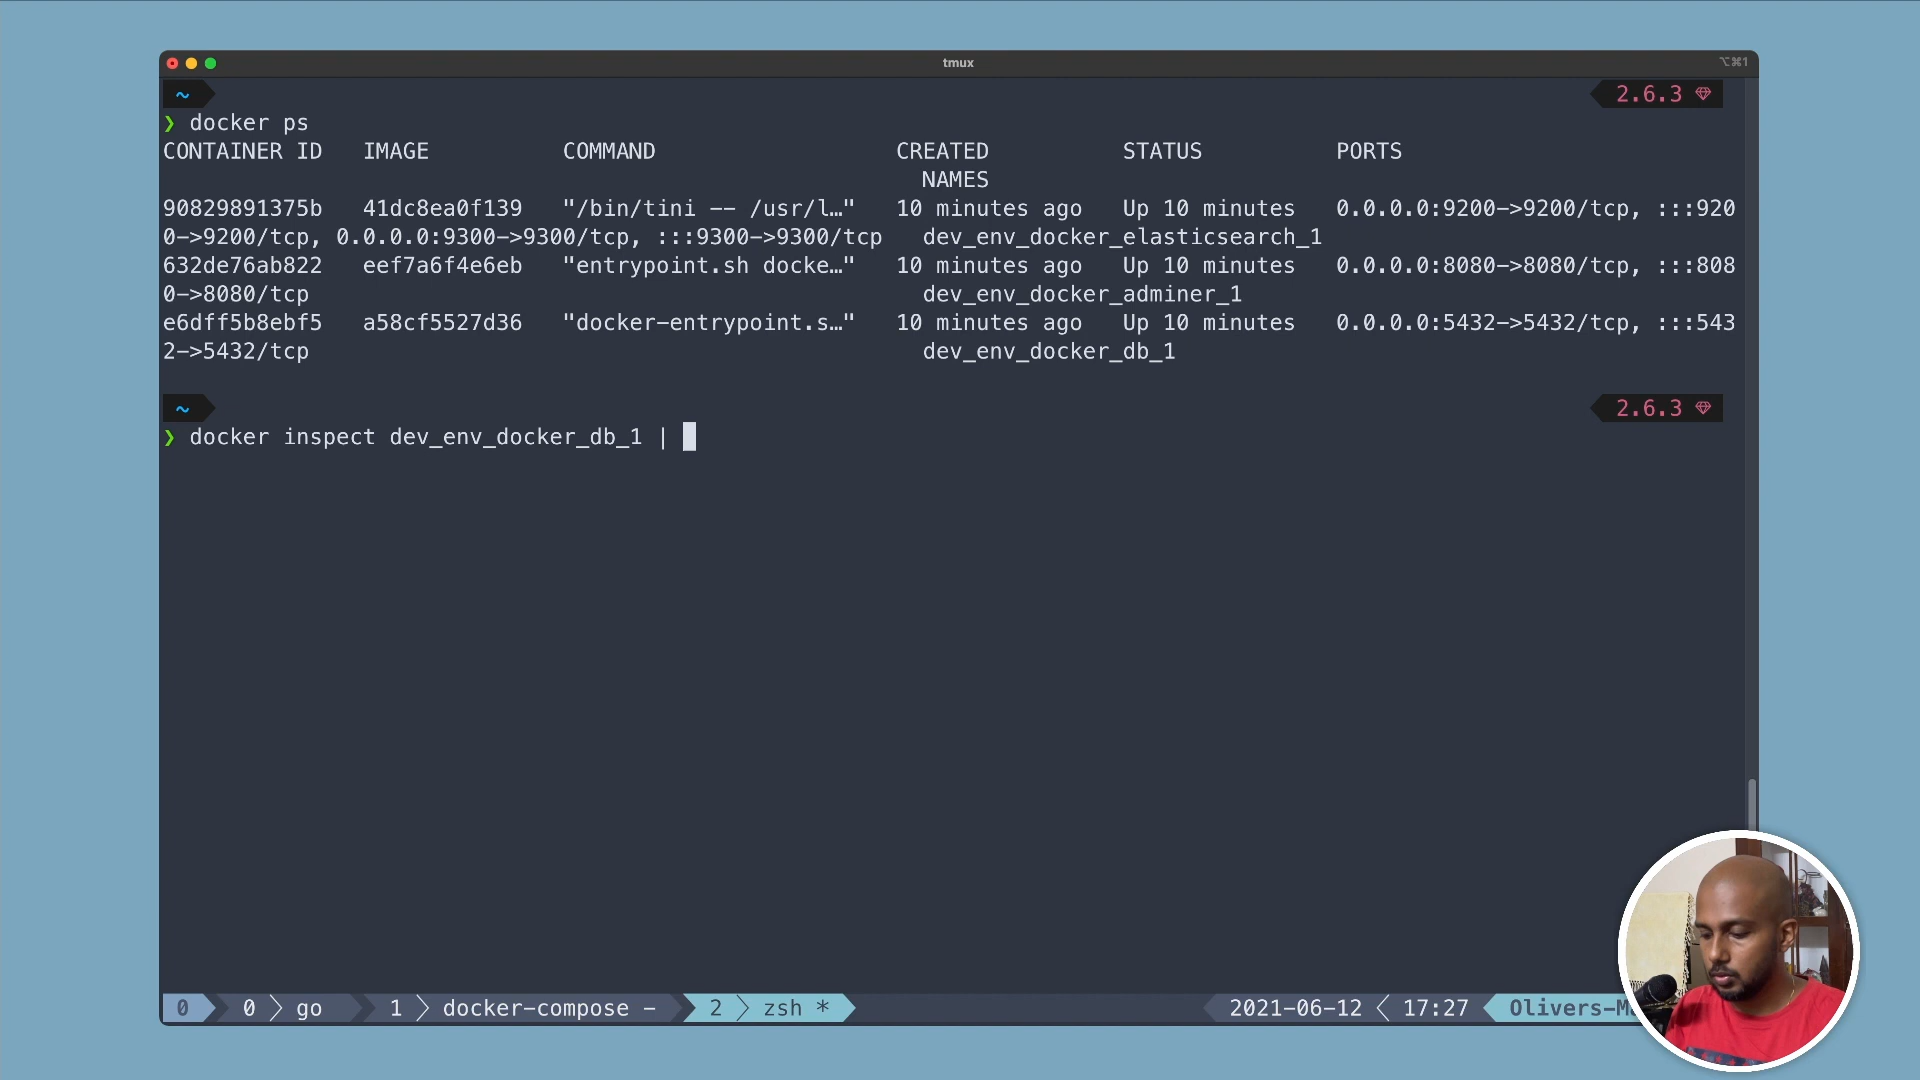 tmux
⌥⌘1
~ 2.6.3
❯ docker ps
CONTAINER ID IMAGE COMMAND CREATED STATUS PORTS
NAMES
90829891375b 41dc8ea0f139 "/bin/tini -- /usr/l…" 10 minutes ago Up 10 minutes 0.0.0.0:9200->9200/tcp, :::920
0->9200/tcp, 0.0.0.0:9300->9300/tcp, :::9300->9300/tcp dev_env_docker_elasticsearch_1
632de76ab822 eef7a6f4e6eb "entrypoint.sh docke…" 10 minutes ago Up 10 minutes 0.0.0.0:8080->8080/tcp, :::808
0->8080/tcp dev_env_docker_adminer_1
e6dff5b8ebf5 a58cf5527d36 "docker-entrypoint.s…" 10 minutes ago Up 10 minutes 0.0.0.0:5432->5432/tcp, :::543
2->5432/tcp dev_env_docker_db_1
~ 2.6.3
❯ docker inspect dev_env_docker_db_1 |
0 0 go 1 docker-compose - 2 zsh * 2021-06-12 17:27 Olivers-M